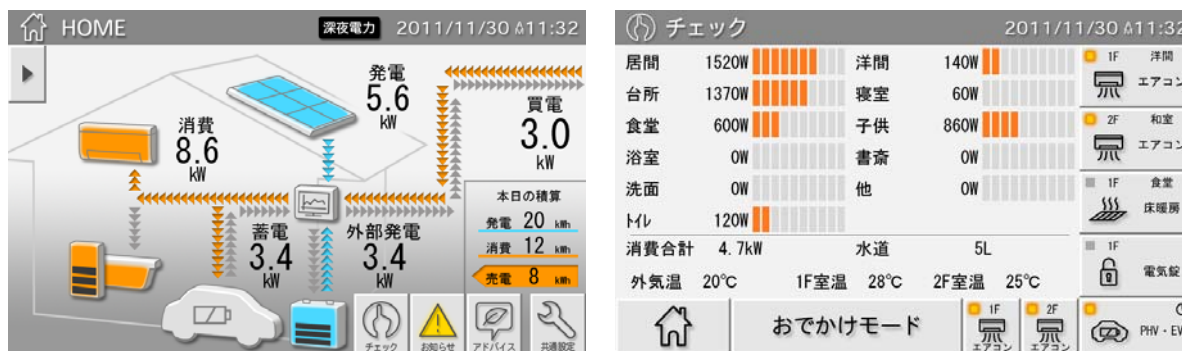 HOME 深夜電力 2011/11/30 11:32
発電
5.6
kW
買電
3.0
kW
消費
8.6
kW
蓄電
3.4
kW
外部発電
3.4
kW
本日の積算
発電 20 kWh
消費 12 kWh
売電 8 kWh
チェック お知らせ アドバイス 共通設定
チェック 2011/11/30 11:32
居間 1520W 洋間 140W
台所 1370W 寝室 60W
食堂 600W 子供 860W
浴室 0W 書斎 0W
洗面 0W 他 0W
トイレ 120W
消費合計 4.7kW 水道 5L
外気温 20℃ 1F室温 28℃ 2F室温 25℃
1F 洋間
エアコン
2F 和室
エアコン
1F 食堂
床暖房
1F
電気錠
おでかけモード
1F
エアコン
2F
エアコン
PHV・EV